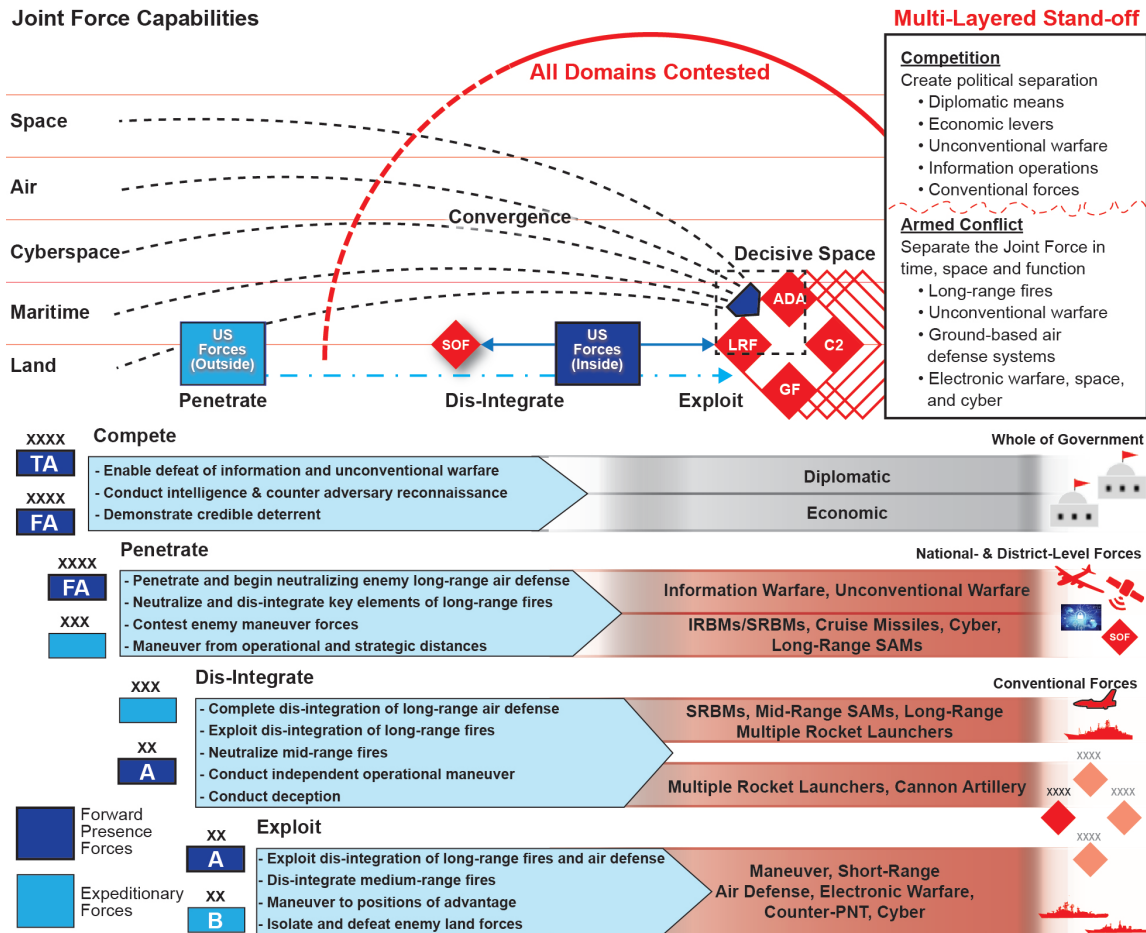 Joint Force Capabilities
Multi-Layered Stand-off
All Domains Contested
Space
Air
Cyberspace
Maritime
Land
Convergence
Decisive Space
ADA
LRF
C2
GF
SOF
US
Forces
(Outside)
US
Forces
(Inside)
Penetrate
Dis-Integrate
Exploit
Competition
Create political separation
• Diplomatic means
• Economic levers
• Unconventional warfare
• Information operations
• Conventional forces
Armed Conflict
Separate the Joint Force in
time, space and function
• Long-range fires
• Unconventional warfare
• Ground-based air
defense systems
• Electronic warfare, space,
and cyber
Compete
XXXX
TA
XXXX
FA
- Enable defeat of information and unconventional warfare
- Conduct intelligence & counter adversary reconnaissance
- Demonstrate credible deterrent
Diplomatic
Economic
Whole of Government
Penetrate
XXXX
FA
XXX
- Penetrate and begin neutralizing enemy long-range air defense
- Neutralize and dis-integrate key elements of long-range fires
- Contest enemy maneuver forces
- Maneuver from operational and strategic distances
Information Warfare, Unconventional Warfare
IRBMs/SRBMs, Cruise Missiles, Cyber,
Long-Range SAMs
National- & District-Level Forces
SOF
Dis-Integrate
XXX
XX
A
- Complete dis-integration of long-range air defense
- Exploit dis-integration of long-range fires
- Neutralize mid-range fires
- Conduct independent operational maneuver
- Conduct deception
SRBMs, Mid-Range SAMs, Long-Range
Multiple Rocket Launchers
Multiple Rocket Launchers, Cannon Artillery
Conventional Forces
XXXX
XXXX
XXXX
XXXX
Exploit
XX
A
XX
B
- Exploit dis-integration of long-range fires and air defense
- Dis-integrate medium-range fires
- Maneuver to positions of advantage
- Isolate and defeat enemy land forces
Maneuver, Short-Range
Air Defense, Electronic Warfare,
Counter-PNT, Cyber
Forward
Presence
Forces
Expeditionary
Forces